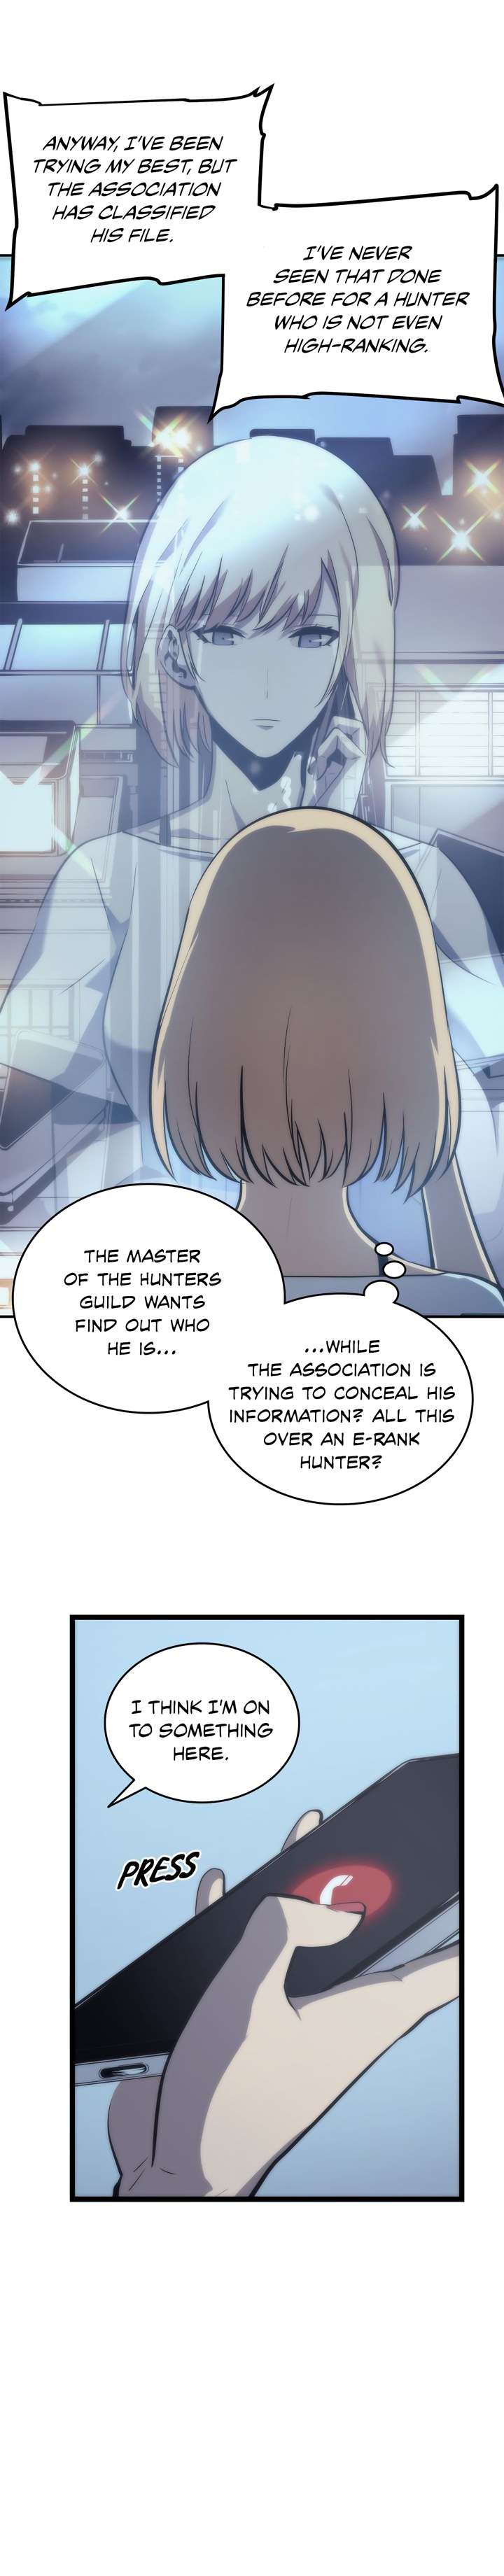 ANYWAY, I'VE BEEN
TRYING MY BEST, BUT
THE ASSOCIATION
HAS CLASSIFIED
HIS FILE.
I'VE NEVER
SEEN THAT DONE
BEFORE FOR A HUNTER
WHO IS NOT EVEN
HIGH-RANKING.
THE MASTER
OF THE HUNTERS
GUILD WANTS
FIND OUT WHO
HE IS...
...WHILE
THE ASSOCIATION IS
TRYING TO CONCEAL HIS
INFORMATION? ALL THIS
OVER AN E-RANK
HUNTER?
I THINK I'M ON
TO SOMETHING
HERE.
PRESS